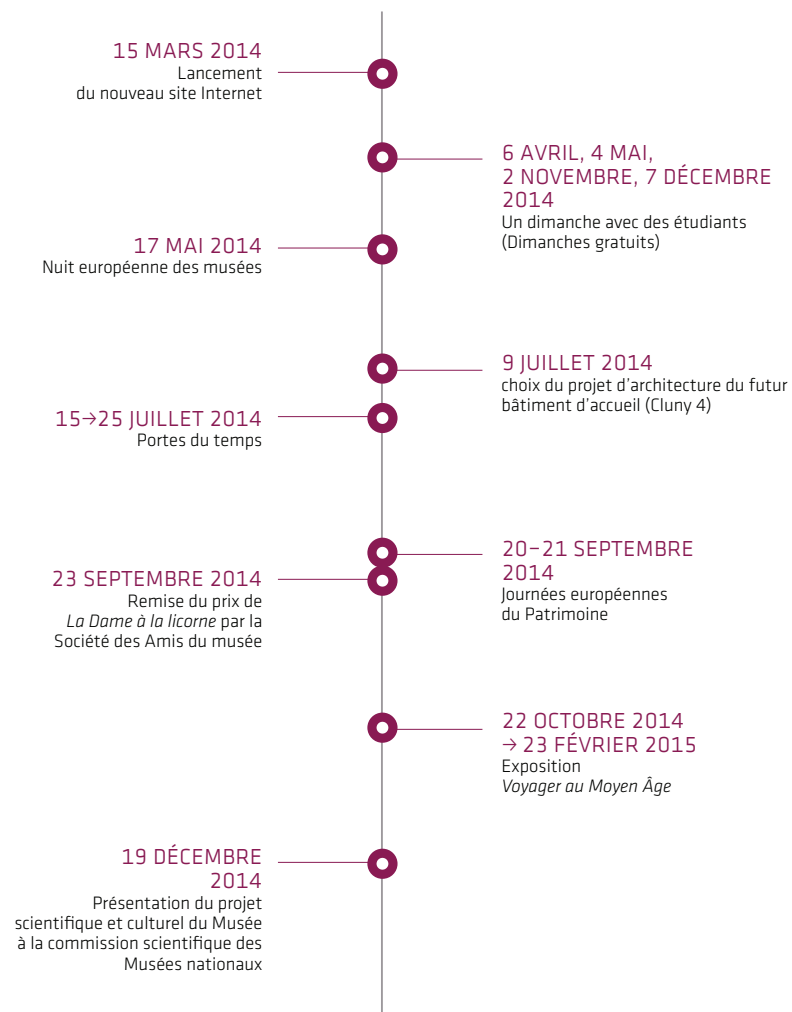 15 MARS 2014
Lancement
du nouveau site Internet
6 AVRIL, 4 MAI,
2 NOVEMBRE, 7 DÉCEMBRE
2014
Un dimanche avec des étudiants
(Dimanches gratuits)
17 MAI 2014
Nuit européenne des musées
9 JUILLET 2014
choix du projet d'architecture du futur
bâtiment d'accueil (Cluny 4)
15→25 JUILLET 2014
Portes du temps
20–21 SEPTEMBRE
2014
Journées européennes
du Patrimoine
23 SEPTEMBRE 2014
Remise du prix de
La Dame à la licorne par la
Société des Amis du musée
22 OCTOBRE 2014
→ 23 FÉVRIER 2015
Exposition
Voyager au Moyen Âge
19 DÉCEMBRE
2014
Présentation du projet
scientifique et culturel du Musée
à la commission scientifique des
Musées nationaux